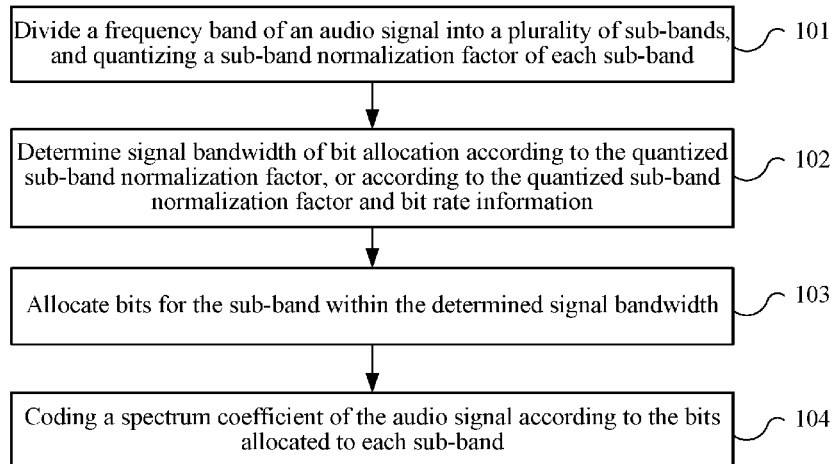 Divide a frequency band of an audio signal into a plurality of sub-bands,
and quantizing a sub-band normalization factor of each sub-band
101
Determine signal bandwidth of bit allocation according to the quantized
sub-band normalization factor, or according to the quantized sub-band
normalization factor and bit rate information
102
Allocate bits for the sub-band within the determined signal bandwidth
103
Coding a spectrum coefficient of the audio signal according to the bits
allocated to each sub-band
104